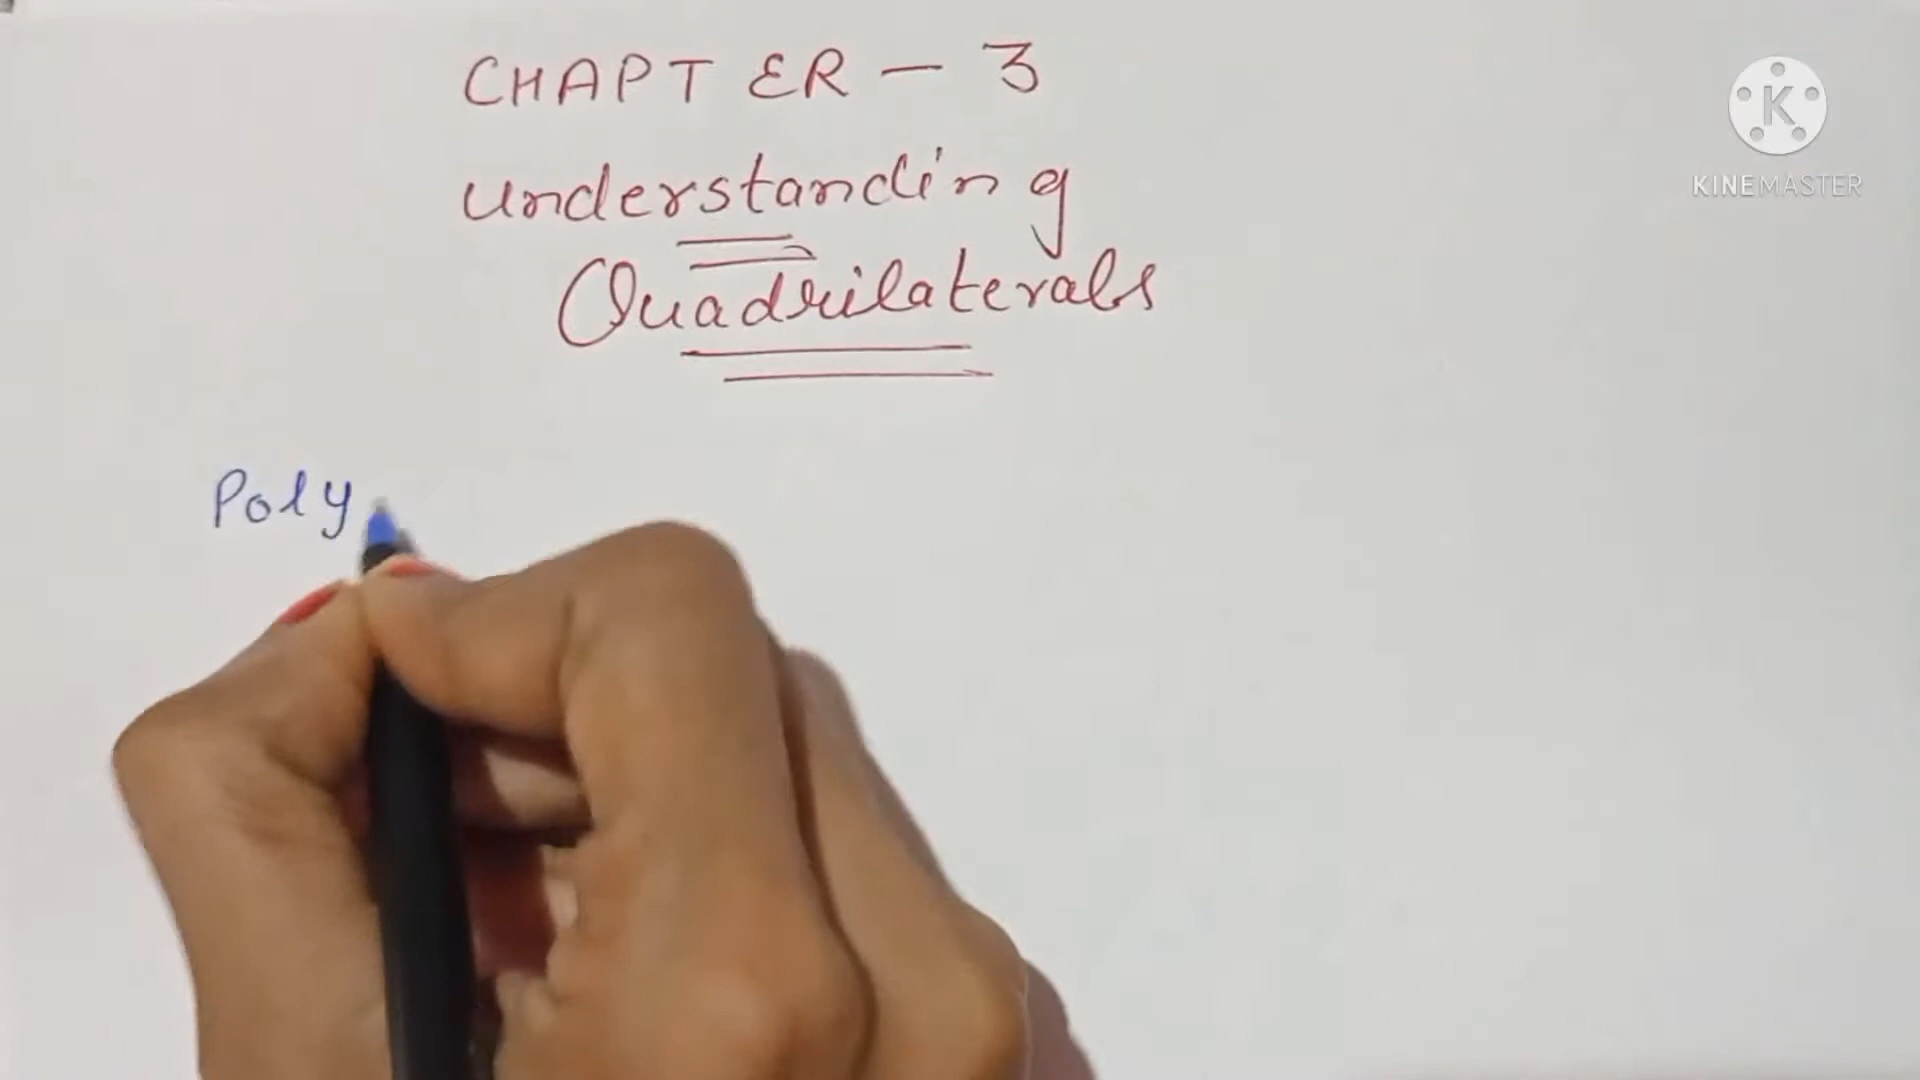 CHAPTER - 3
K
KINEMASTER
Understanding
Quadrilaterals
Poly